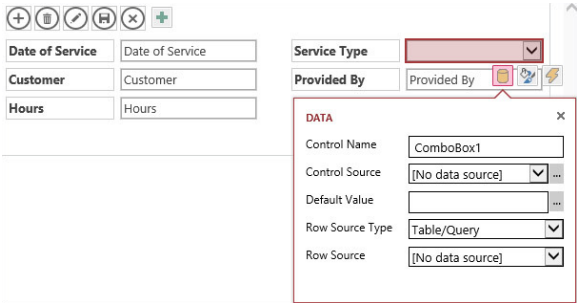 Date of Service Date of Service Service Type
Customer Customer Provided By Provided By
Hours Hours
DATA
Control Name ComboBox1
Control Source [No data source] ...
Default Value ...
Row Source Type Table/Query
Row Source [No data source]